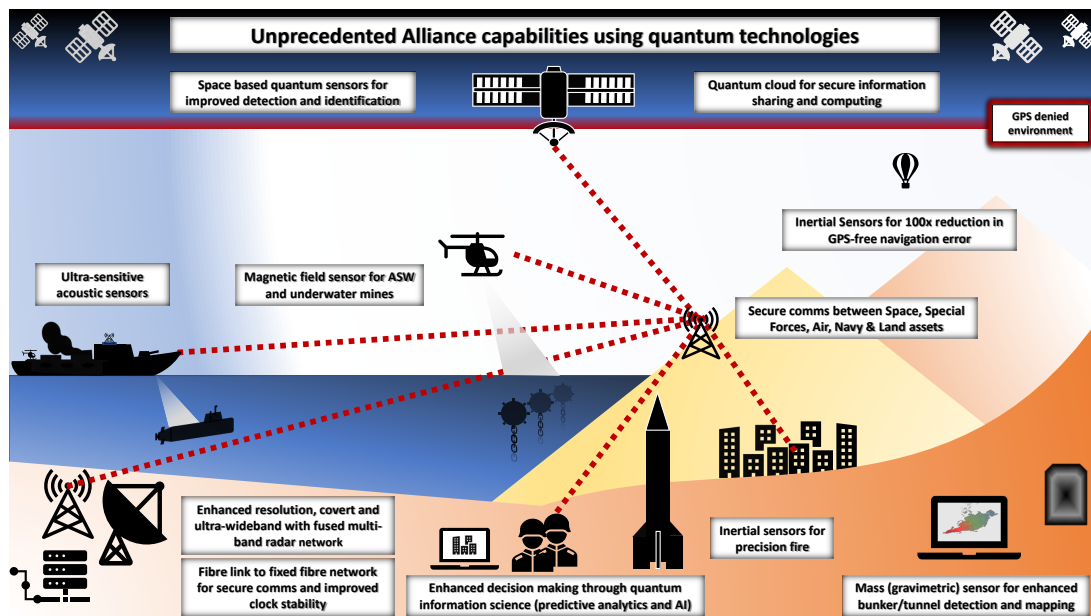 Unprecedented Alliance capabilities using quantum technologies
Space based quantum sensors for
improved detection and identification
Quantum cloud for secure information
sharing and computing
GPS denied
environment
Inertial Sensors for 100x reduction in
GPS-free navigation error
Ultra-sensitive
acoustic sensors
Magnetic field sensor for ASW
and underwater mines
Secure comms between Space, Special
Forces, Air, Navy & Land assets
Enhanced resolution, covert and
ultra-wideband with fused multi-
band radar network
Fibre link to fixed fibre network
for secure comms and improved
clock stability
Enhanced decision making through quantum
information science (predictive analytics and AI)
Inertial sensors for
precision fire
Mass (gravimetric) sensor for enhanced
bunker/tunnel detection and mapping